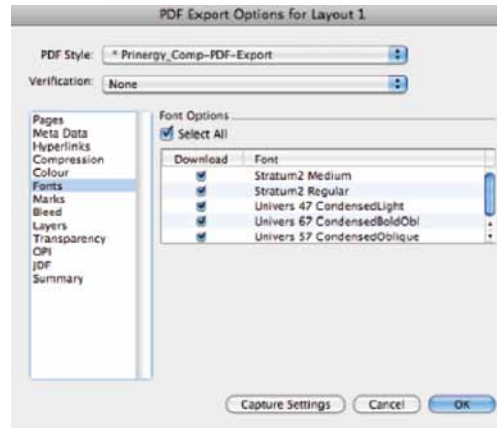 PDF Export Options for Layout 1
PDF Style: * Prinergy_Comp-PDF-Export
Verification: None
Pages
Meta Data
Hyperlinks
Compression
Colour
Fonts
Marks
Bleed
Layers
Transparency
OPI
JDF
Summary
Font Options
Select All
Download Font
Stratum2 Medium
Stratum2 Regular
Univers 47 CondensedLight
Univers 67 CondensedBoldObl
Univers 57 CondensedOblique
Capture Settings Cancel OK